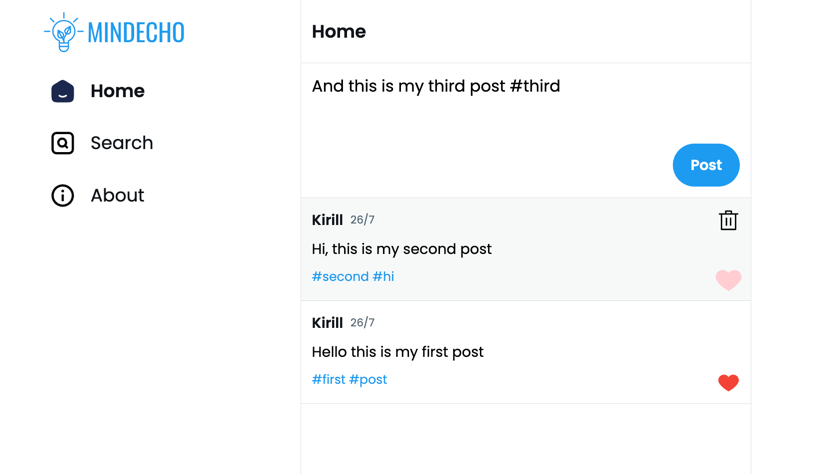 MINDECHO
Home
Search
About
Home
And this is my third post #third
Post
Kirill 26/7
Hi, this is my second post
#second #hi
Kirill 26/7
Hello this is my first post
#first #post